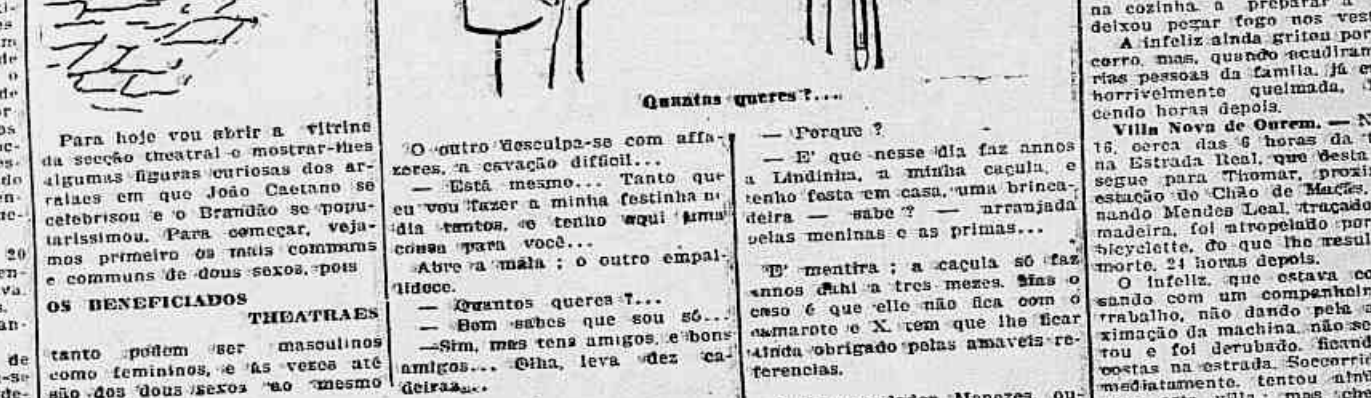 Quantas queres?....
Para hoje vou abrir a vitrine
da secção theatral e mostrar-lhes
algumas figuras curiosas dos ar-
raiaes em que João Caetano se
celebrisou e o Brandão se popu-
larissimou. Para começar, veja-
mos primeiro os mais communs
e communs de dous sexos, pois
OS BENEFICIADOS
THEATRAES
tanto podem ser masculinos
como femininos, e ás vezes até
são dos dous sexos ao mesmo
O outro desculpa-se com affa-
zeres, a cavação difficil...
— Está mesmo... Tanto que
eu vou fazer a minha festinha no
dia tantos, e tenho aqui uma
cousa para você...
Abre a mala ; o outro empal-
lidece.
— Quantos queres ?...
— Bem sabes que sou só...
—Sim, mas tens amigos, e bons
amigos... Olha, leva dez ca-
deiras....
— Porque ?
— E' que nesse dia faz annos
a Lindinha, a minha caçula, e
tenho festa em casa, uma brinca-
deira — sabe ? — arranjada
pelas meninas e as primas...
E' mentira ; a caçula só faz
annos dahi a tres mezes. Mas o
caso é que elle não fica com o
camarote e X. tem que lhe ficar
ainda obrigado pelas amaveis re-
ferencias.
na cozinha a preparar a
deixou pegar fogo nos
A infeliz ainda gritou por
corro, mas, quando acudiran
rias pessoas da familia, já
horrivelmente queimada,
cendo horas depois.
Villa Nova de Ourem. —
16, cerca das 6 horas da
na Estrada Real, que desta
segue para Thomar,
estação de Chão de Maçãs,
nando Mendes Leal,
madeira, foi atropelado por
bicyclette, do que lhe
morte, 24 horas depois.
O infeliz, que estava
sando com um
trabalho, não dando pela
ximação da machina, não se
tou e foi derubado, ficand
costas na estrada.
mediatamente, tentou